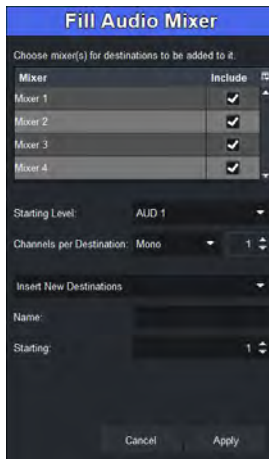 Fill Audio Mixer
Choose mixer(s) for destinations to be added to it.
Mixer Include
Mixer 1
Mixer 2
Mixer 3
Mixer 4
Starting Level: AUD 1
Channels per Destination: Mono 1
Insert New Destinations
Name:
Starting: 1
Cancel Apply